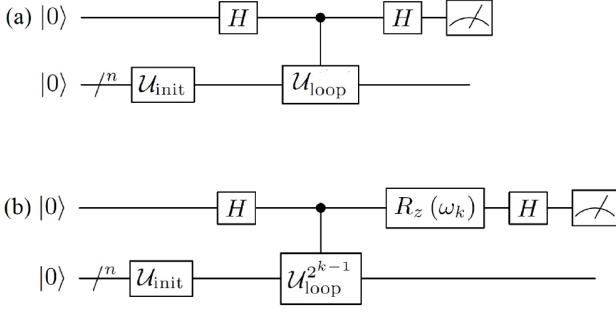 (a) |0⟩ H H
|0⟩ n 𝒰init 𝒰loop
(b) |0⟩ H Rz (ωk) H
|0⟩ n 𝒰init 𝒰loop^2^k−1